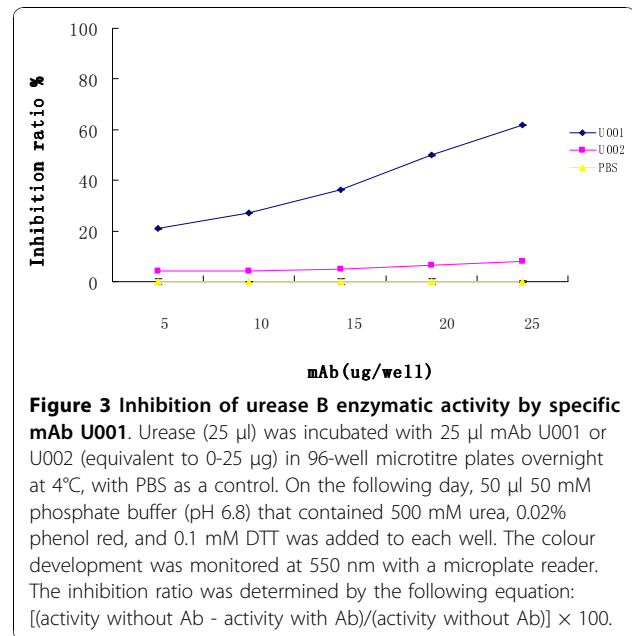 100
80
60
40
20
0
Inhibition ratio %
U001
U002
PBS
5 10 15 20 25
mAb(ug/well)
Figure 3 Inhibition of urease B enzymatic activity by specific
mAb U001. Urease (25 μl) was incubated with 25 μl mAb U001 or
U002 (equivalent to 0-25 μg) in 96-well microtitre plates overnight
at 4°C, with PBS as a control. On the following day, 50 μl 50 mM
phosphate buffer (pH 6.8) that contained 500 mM urea, 0.02%
phenol red, and 0.1 mM DTT was added to each well. The colour
development was monitored at 550 nm with a microplate reader.
The inhibition ratio was determined by the following equation:
[(activity without Ab - activity with Ab)/(activity without Ab)] × 100.